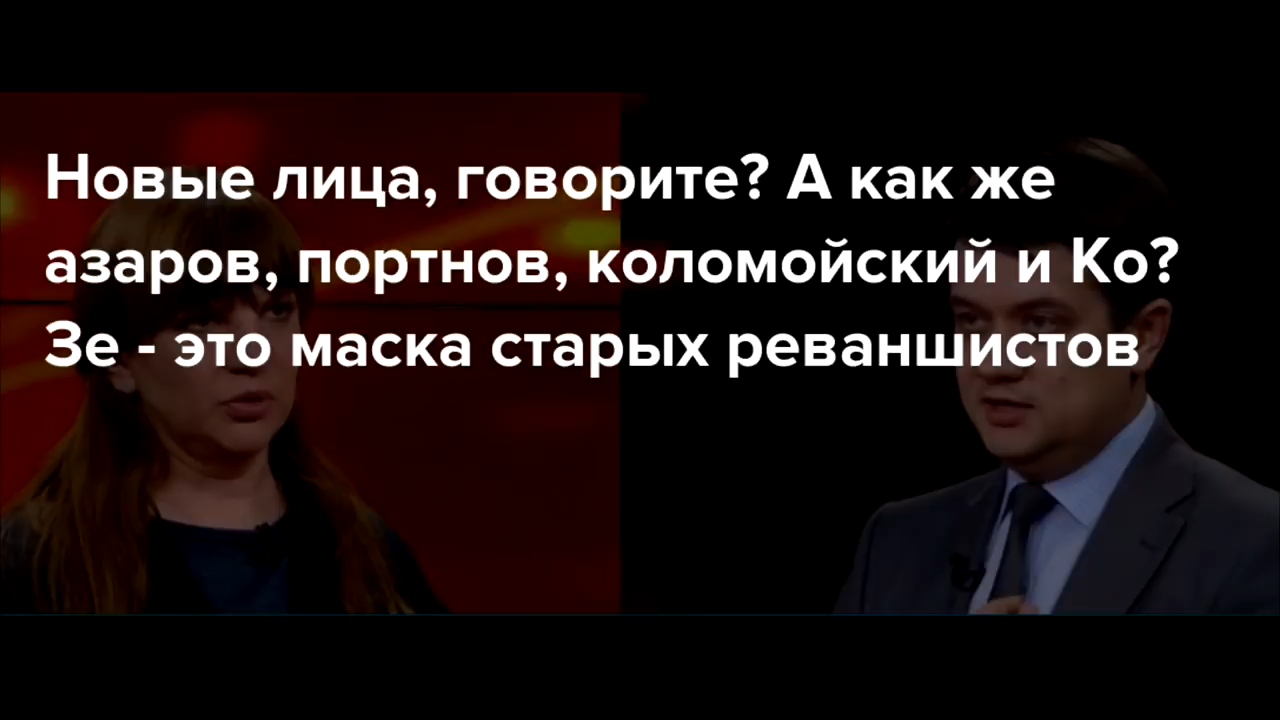 Новые лица, говорите? А как же
азаров, портнов, коломойский и Ко?
Зе - это маска старых реваншистов